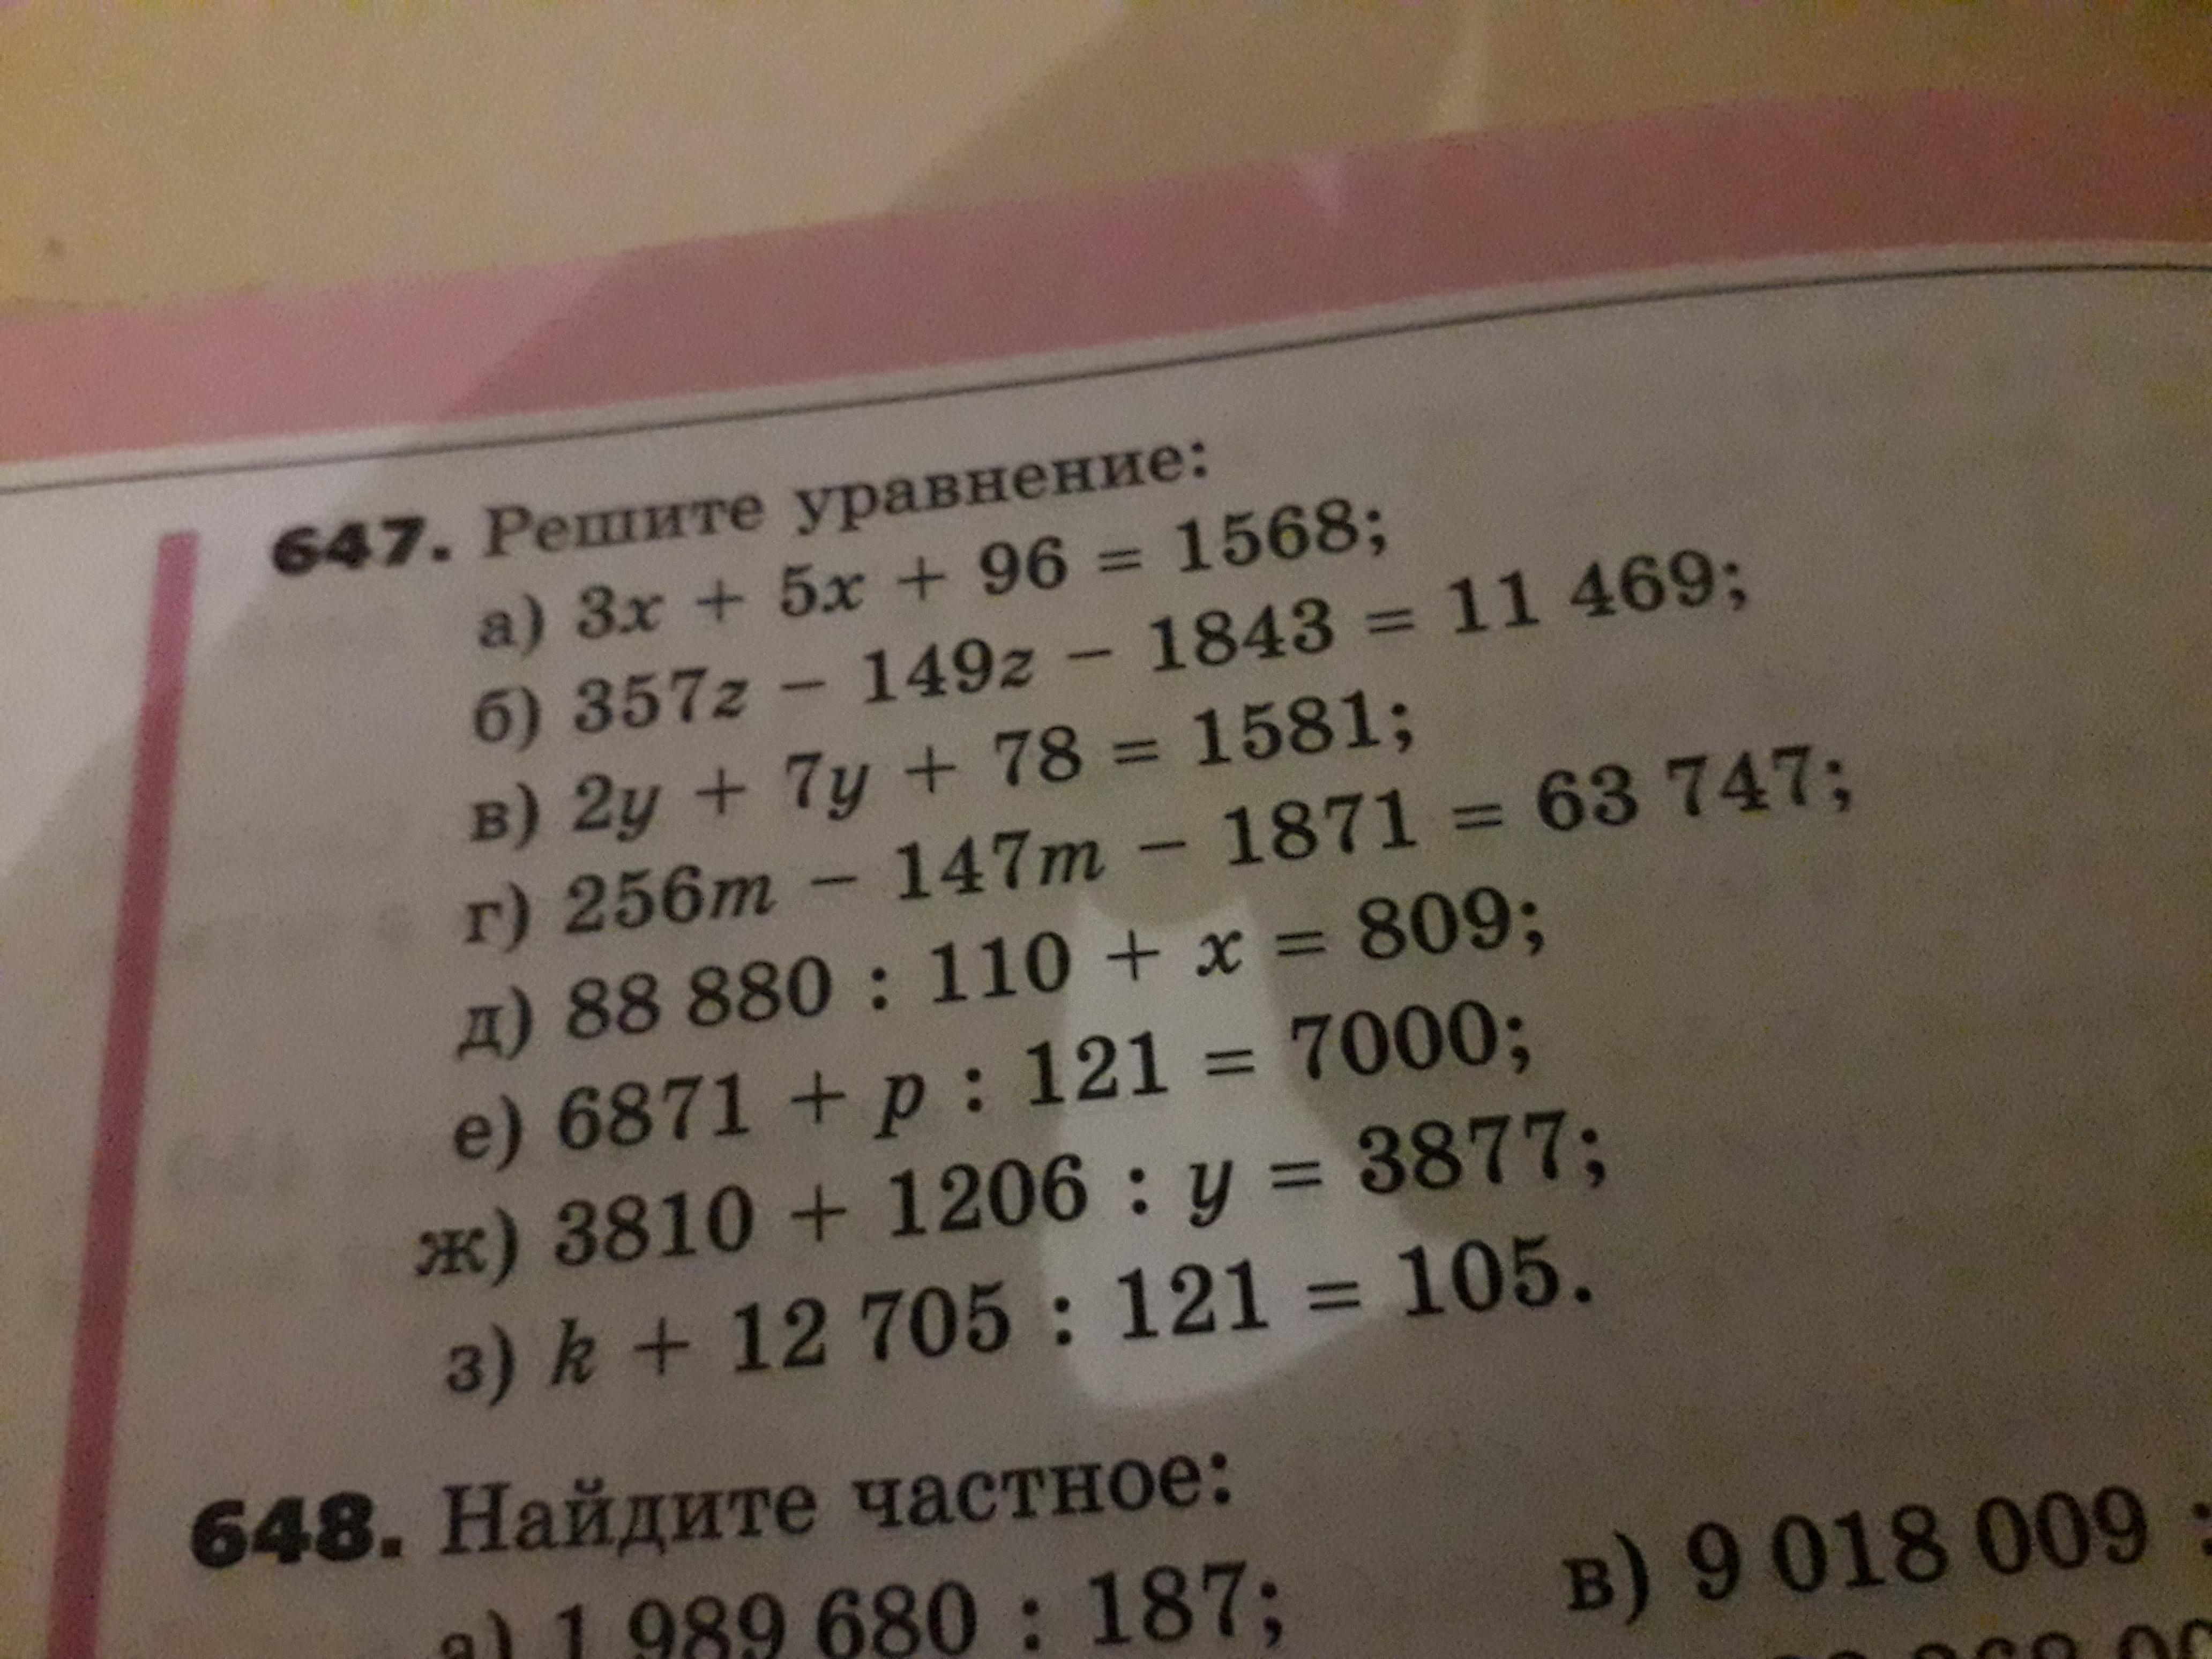 647. Решите уравнение:
а) 3x + 5x + 96 = 1568;
б) 357z − 149z − 1843 = 11 469;
в) 2y + 7y + 78 = 1581;
г) 256m − 147m − 1871 = 63 747;
д) 88 880 : 110 + x = 809;
е) 6871 + p : 121 = 7000;
ж) 3810 + 1206 : y = 3877;
з) k + 12 705 : 121 = 105.
648. Найдите частное:
а) 1 989 680 : 187;
в) 9 018 009 :